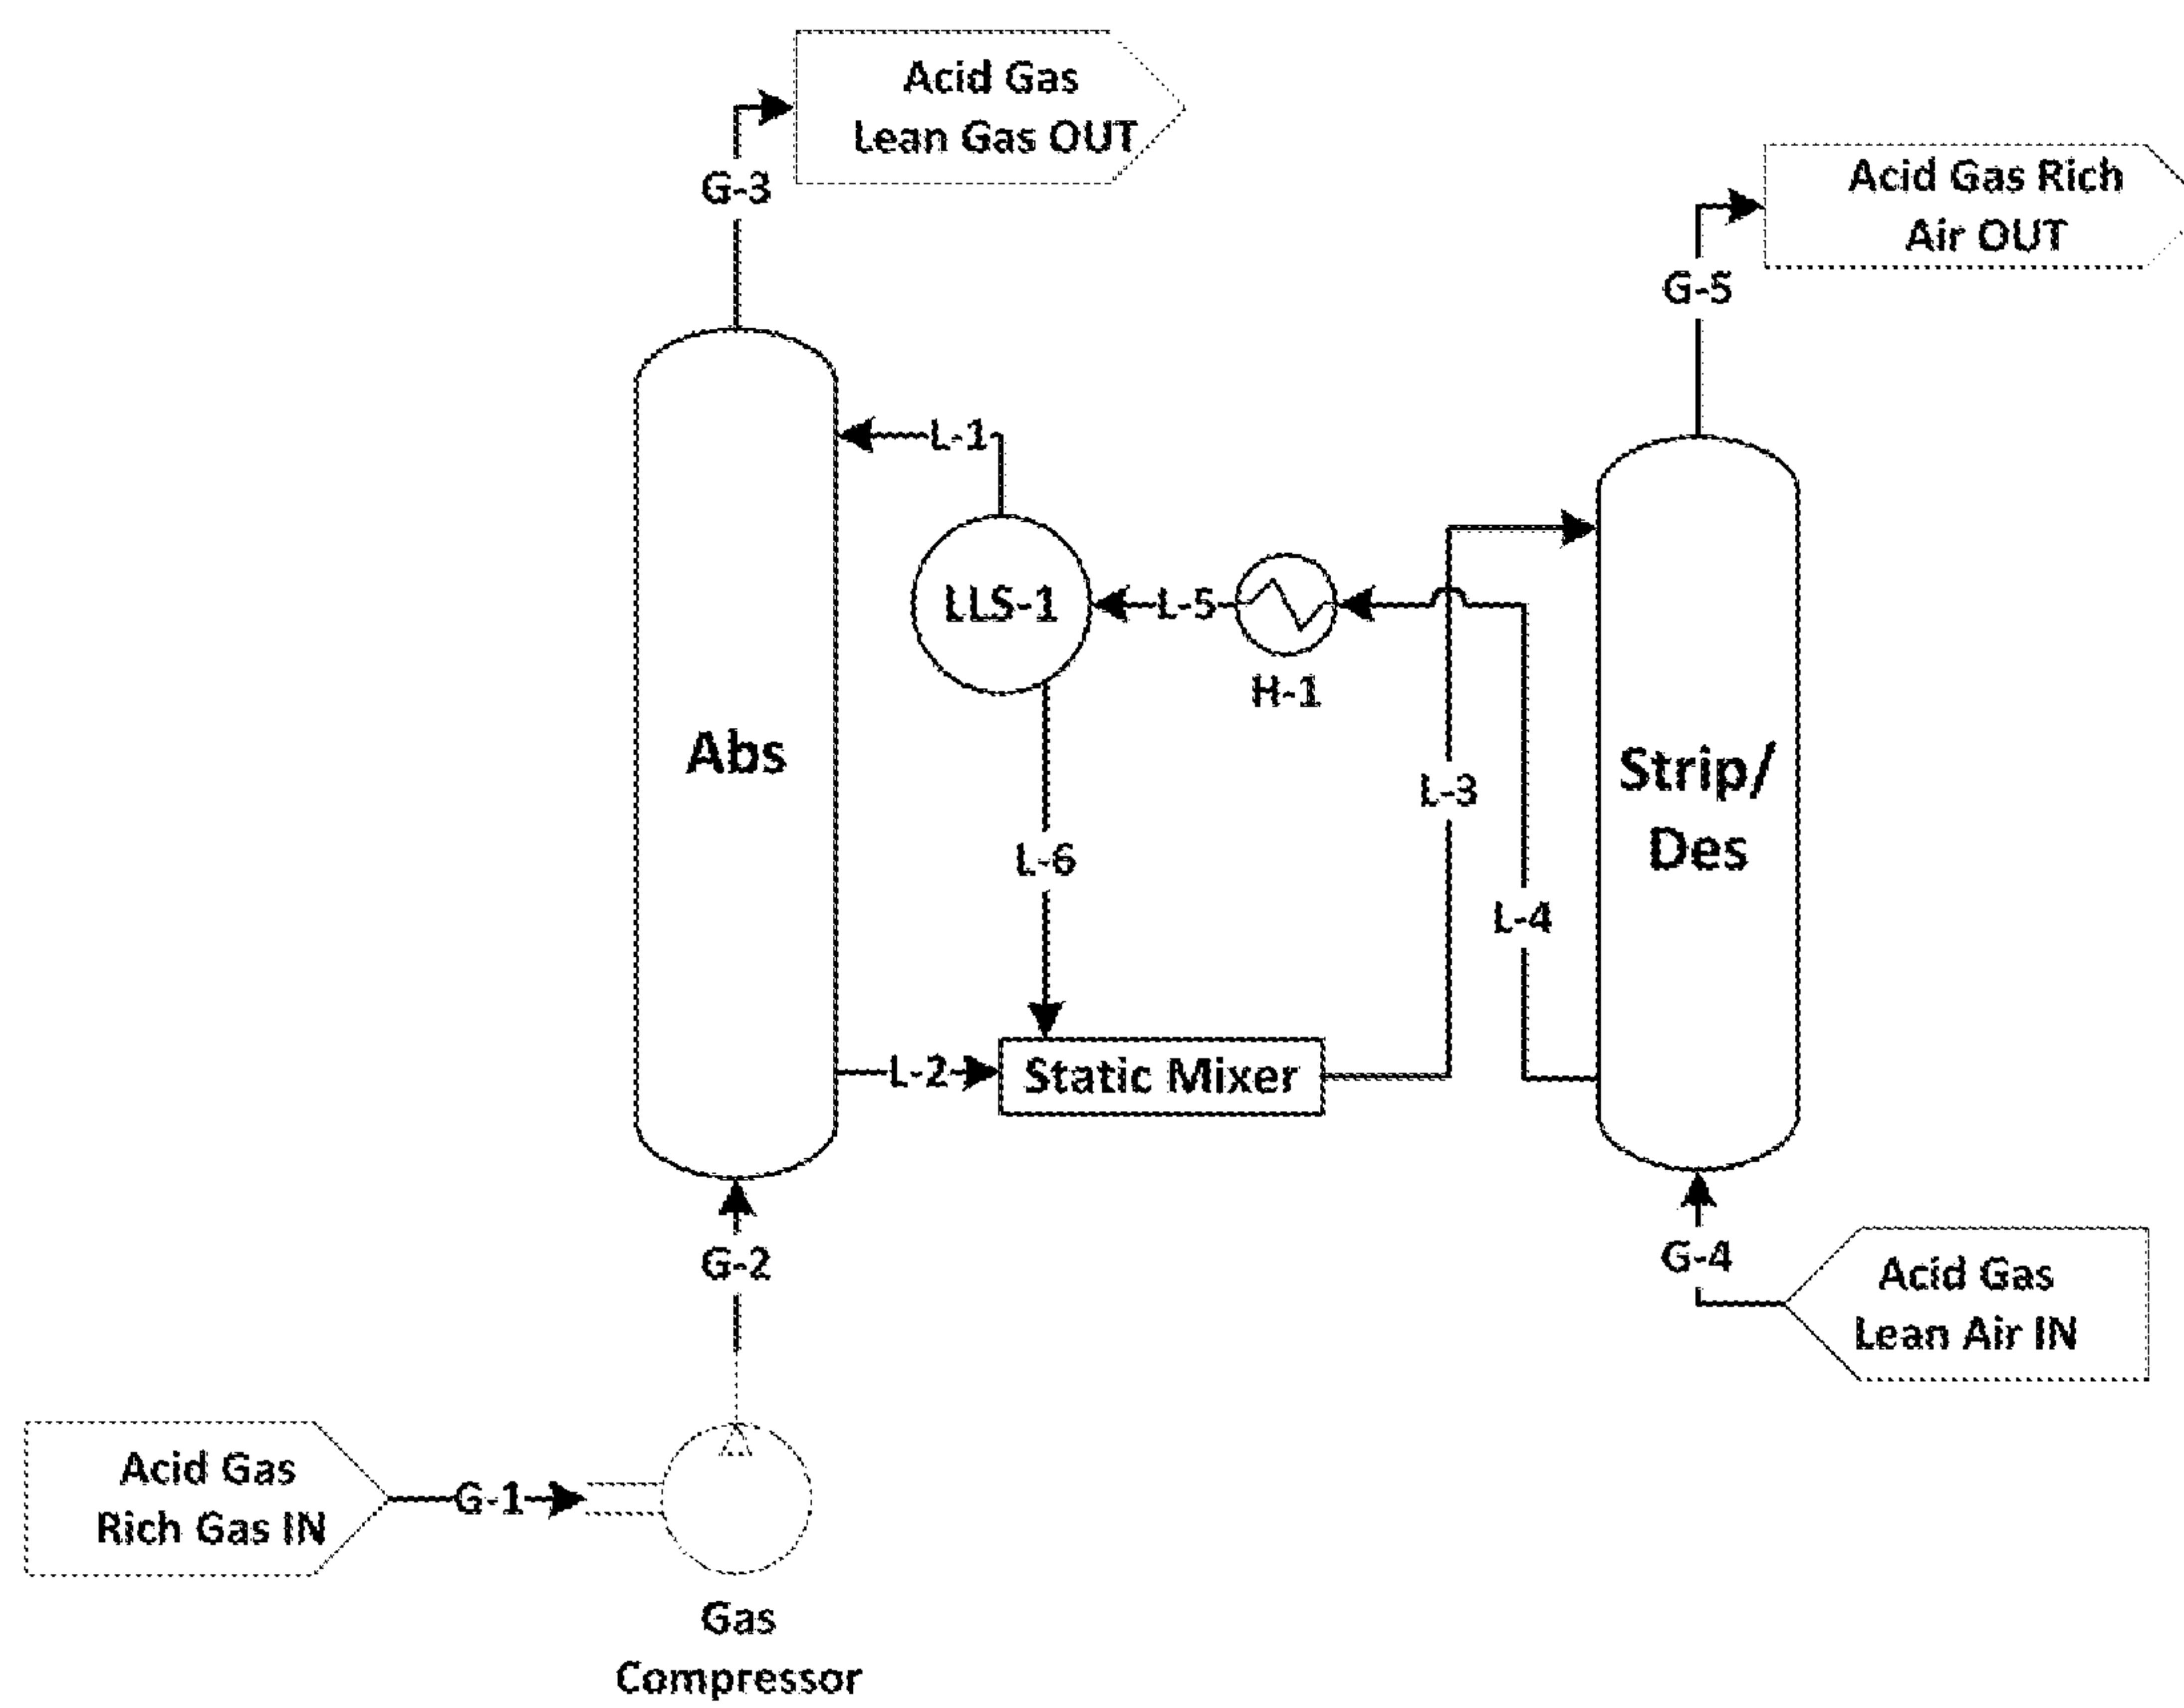 Acid Gas
Lean Gas OUT
Acid Gas Rich
Air OUT
G-3
G-5
L-1
LLS-1
L-5
H-1
Abs
Strip/
Des
L-3
L-6
L-4
L-2
Static Mixer
G-2
G-4
Acid Gas
Lean Air IN
Acid Gas
Rich Gas IN
G-1
Gas
Compressor